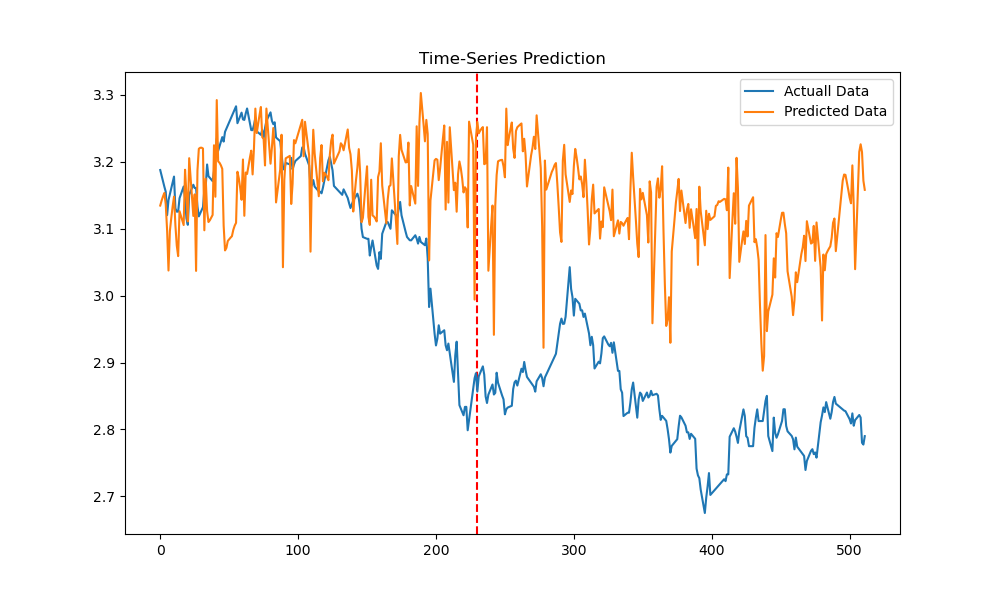 Time-Series Prediction
Actuall Data
Predicted Data
3.3
3.2
3.1
3.0
2.9
2.8
2.7
0 100 200 300 400 500